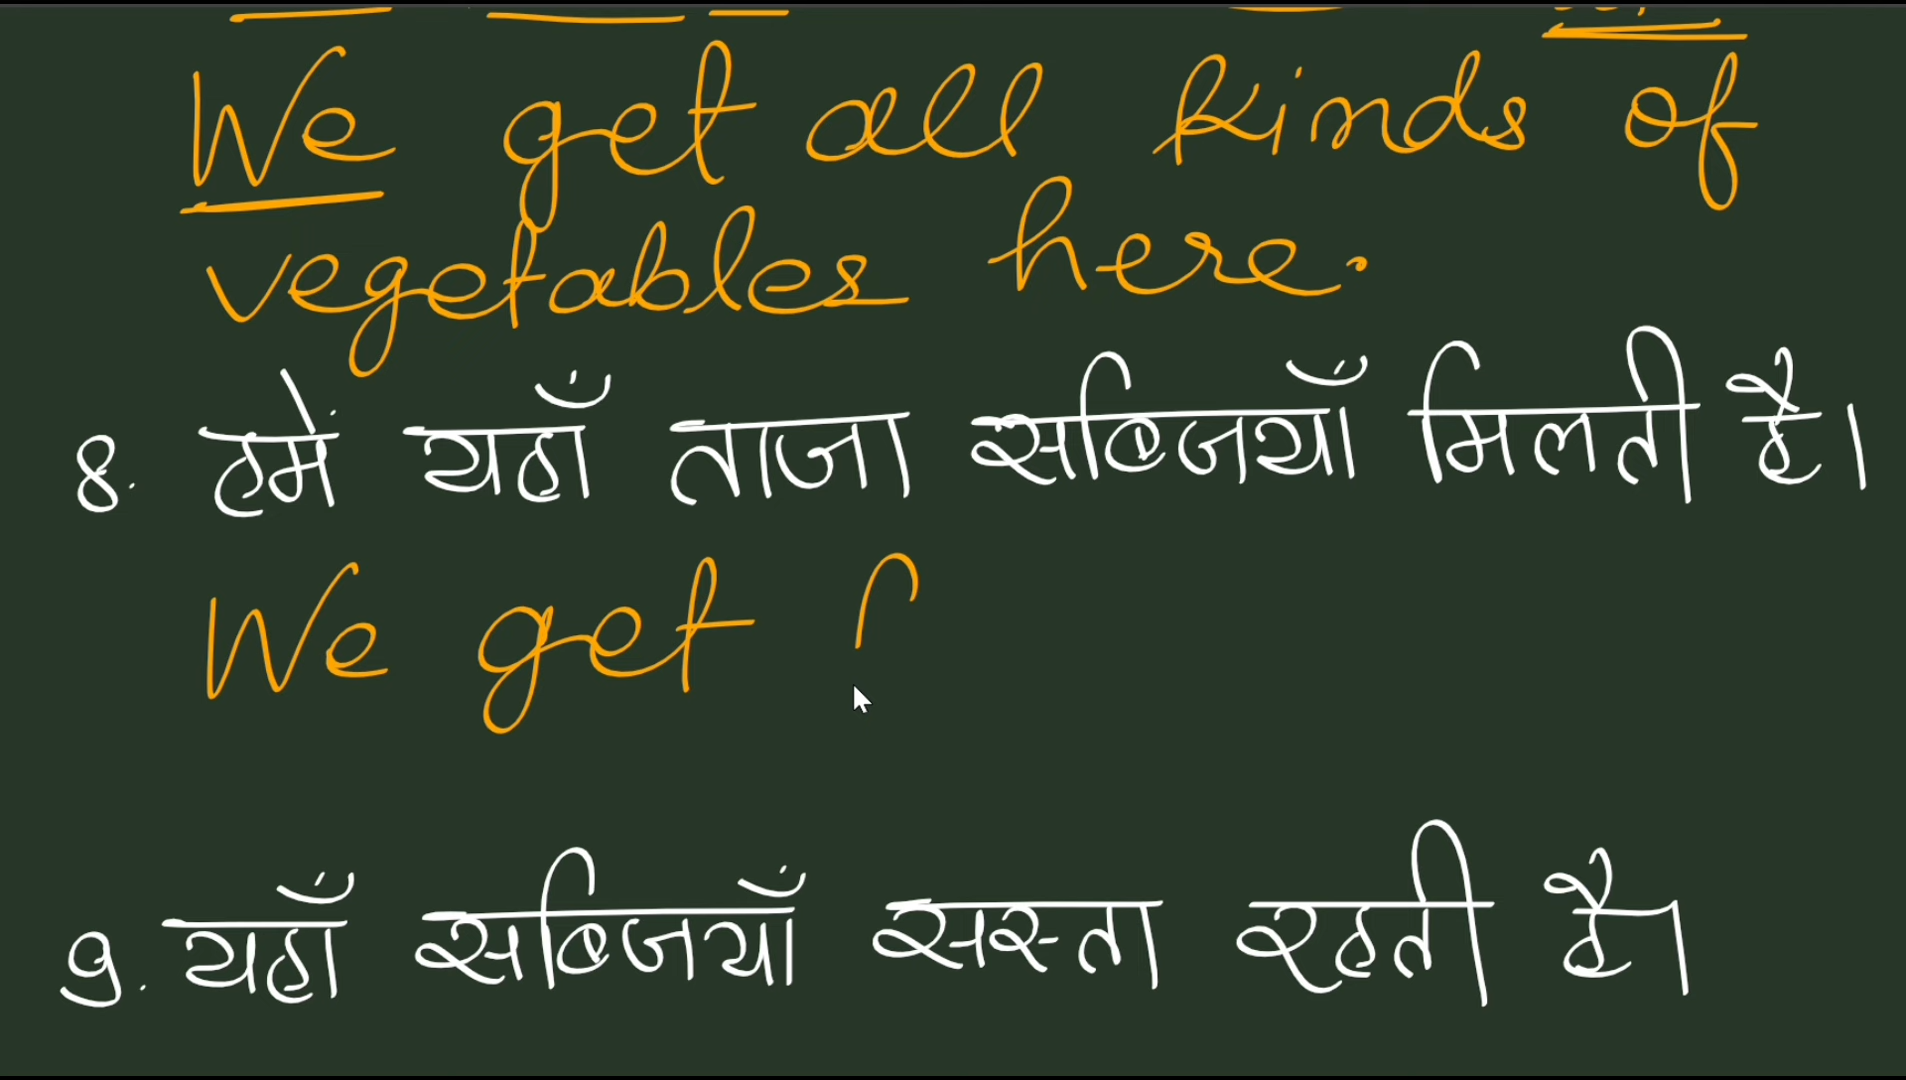 We get all kinds of
vegetables here.
8. हमें यहाँ ताजा सब्जियाँ मिलती है।
We get
9. यहाँ सब्जियाँ सस्ता रहती है।